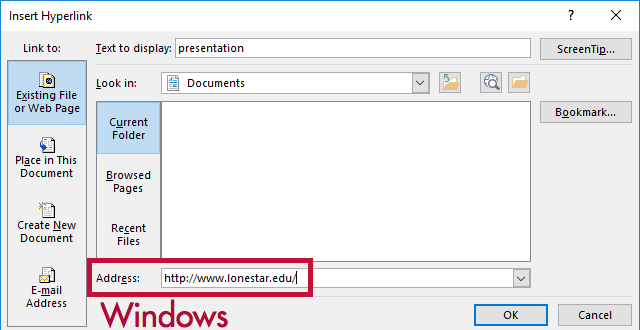 Insert Hyperlink
? ×
Link to:
Text to display: presentation
ScreenTip...
Existing File
or Web Page
Look in: Documents
Bookmark...
Current
Folder
Place in This
Document
Browsed
Pages
Create New
Document
Recent
Files
E-mail
Address
Address: http://www.lonestar.edu/
Windows
OK
Cancel